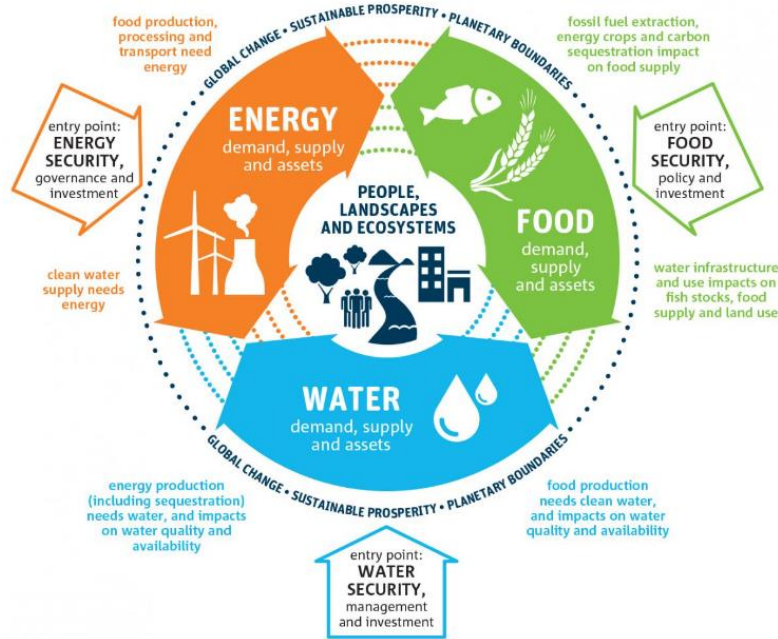 food production,
processing and
transport need
energy
GLOBAL CHANGE • SUSTAINABLE PROSPERITY • PLANETARY BOUNDARIES
fossil fuel extraction,
energy crops and carbon
sequestration impact
on food supply
entry point:
ENERGY
SECURITY,
governance and
investment
ENERGY
demand, supply
and assets
entry point:
FOOD
SECURITY,
policy and
investment
PEOPLE,
LANDSCAPES
AND ECOSYSTEMS
FOOD
demand,
supply
and assets
clean water
supply needs
energy
water infrastructure
and use impacts on
fish stocks, food
supply and land use
WATER
demand, supply
and assets
GLOBAL CHANGE • SUSTAINABLE PROSPERITY • PLANETARY BOUNDARIES
energy production
(including sequestration)
needs water, and impacts
on water quality and
availability
food production
needs clean water,
and impacts on water
quality and availability
entry point:
WATER
SECURITY,
management
and investment